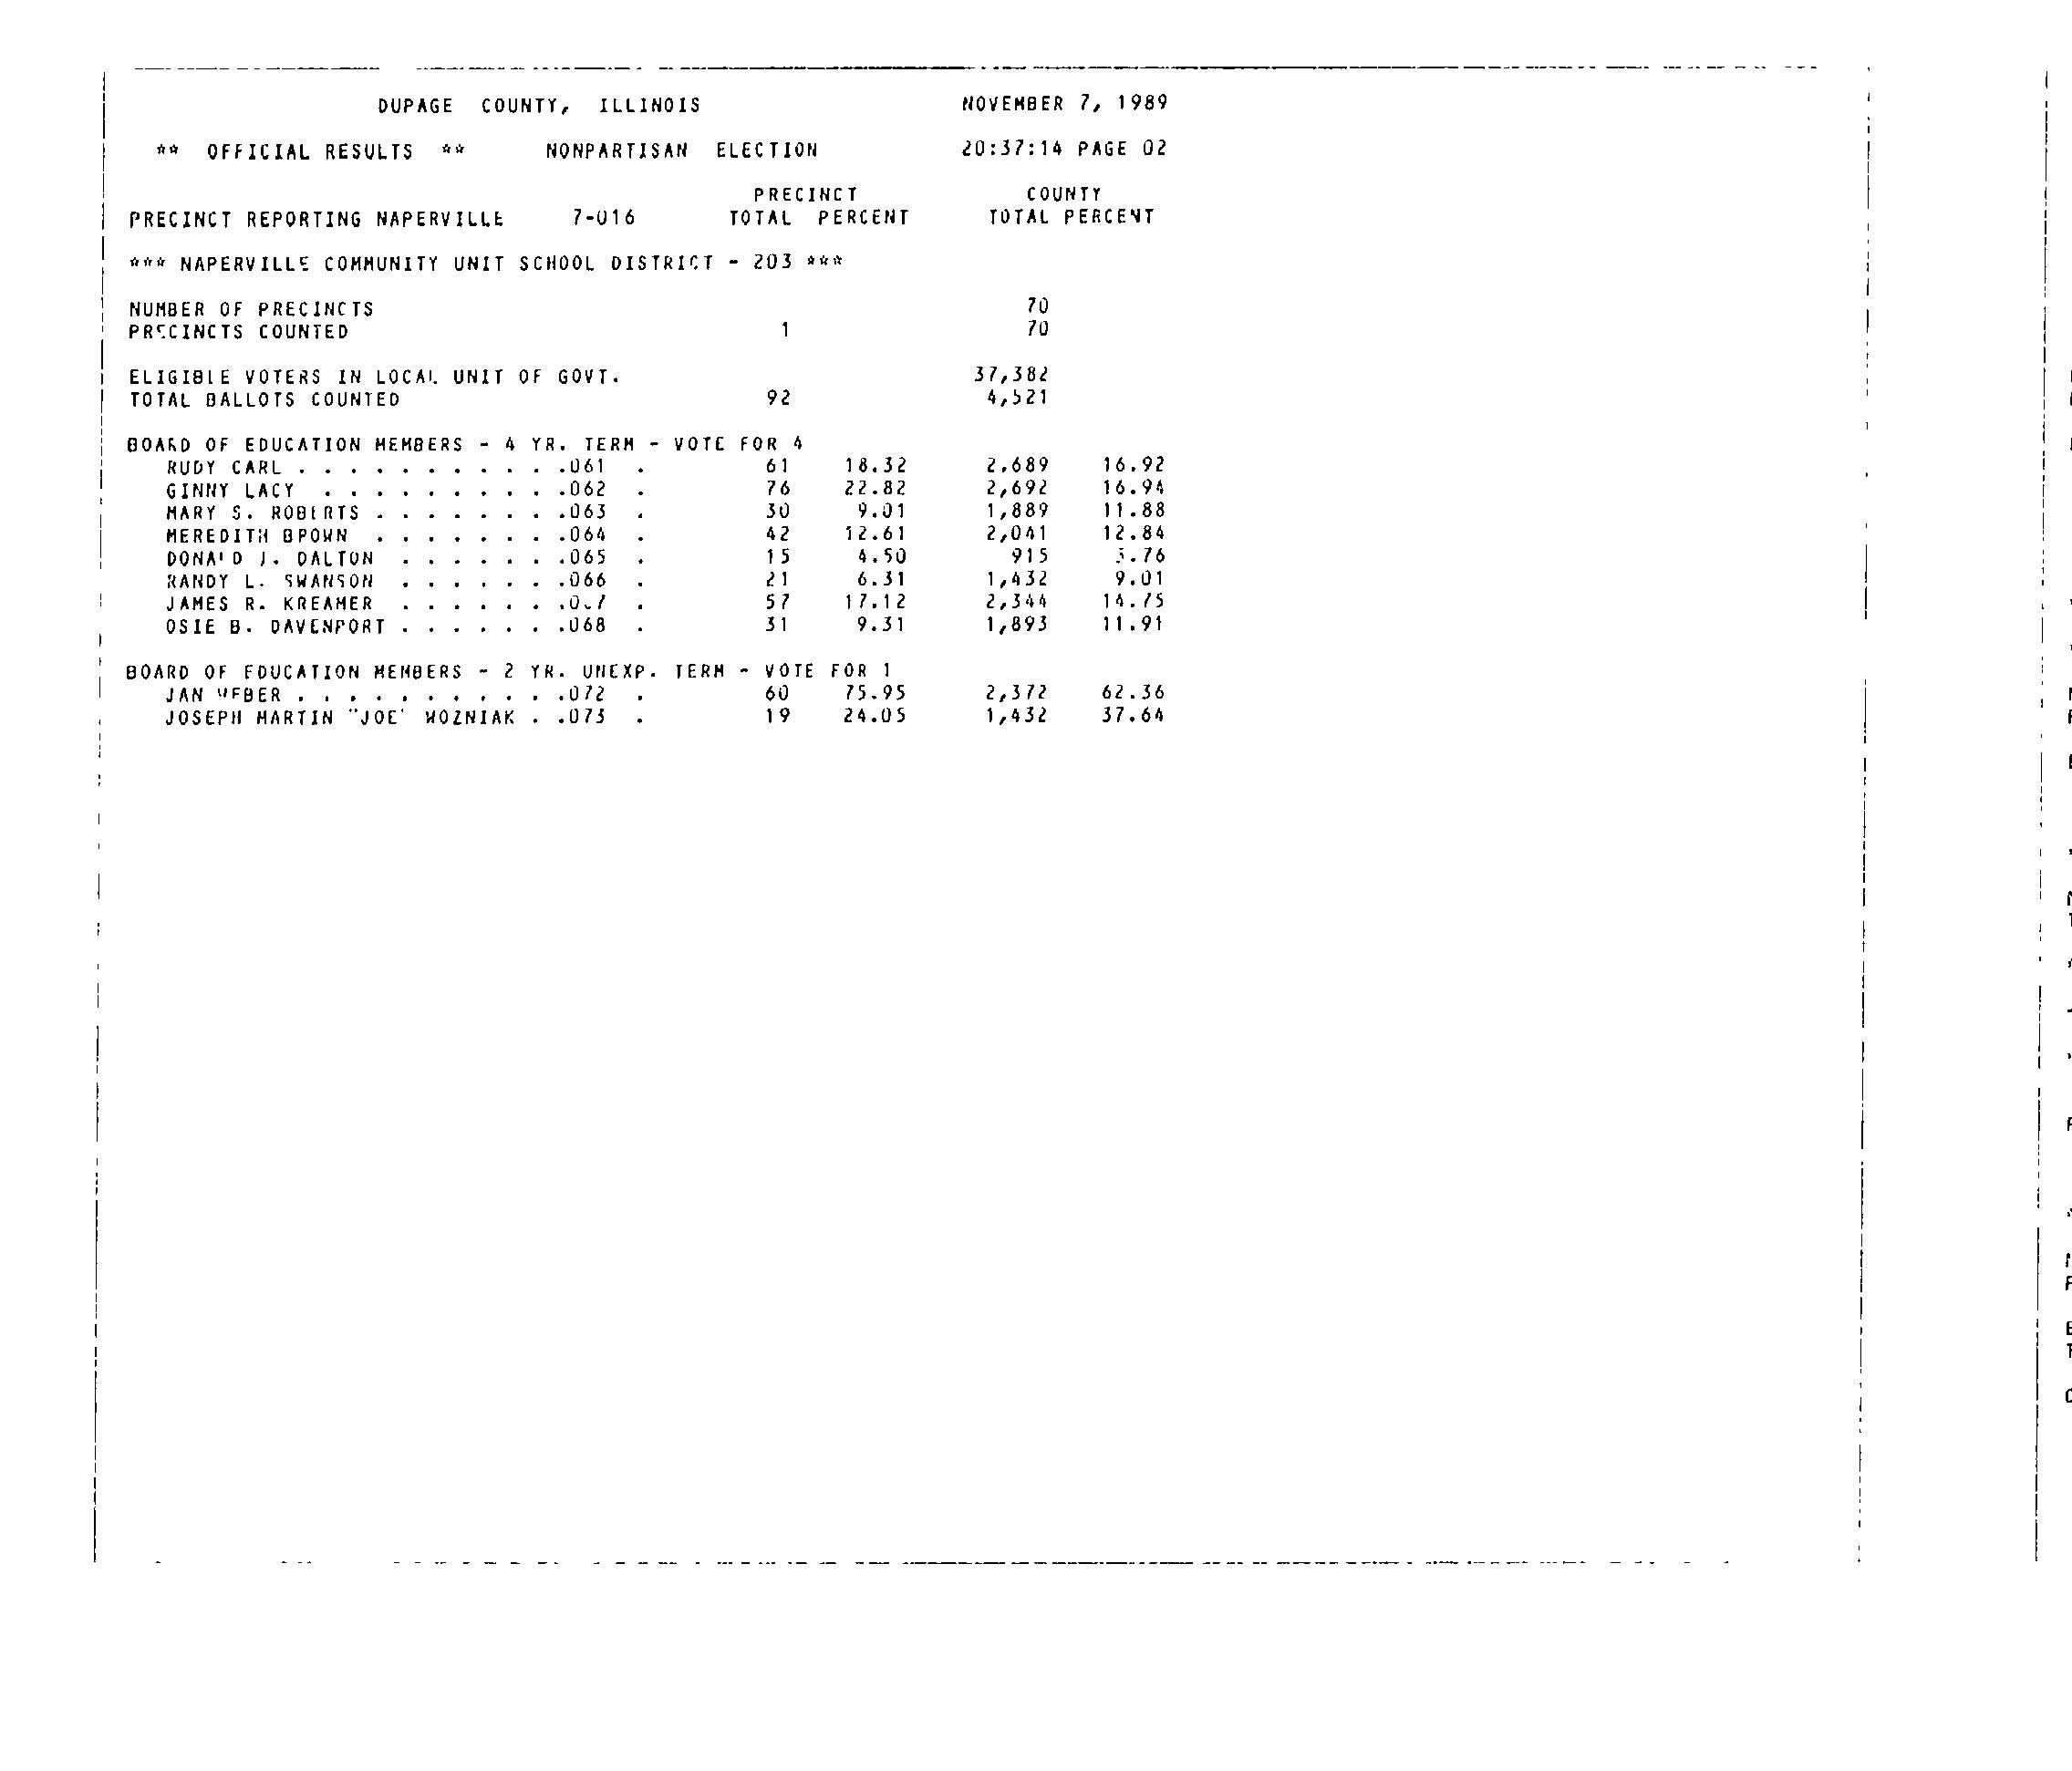 DUPAGE COUNTY, ILLINOIS NOVEMBER 7, 1989
** OFFICIAL RESULTS ** NONPARTISAN ELECTION 20:37:14 PAGE 02
PRECINCT COUNTY
PRECINCT REPORTING NAPERVILLE 7-016 TOTAL PERCENT TOTAL PERCENT
*** NAPERVILLE COMMUNITY UNIT SCHOOL DISTRICT - 203 ***
NUMBER OF PRECINCTS 70
PRECINCTS COUNTED 1 70
ELIGIBLE VOTERS IN LOCAL UNIT OF GOVT. 37,382
TOTAL BALLOTS COUNTED 92 4,521
BOARD OF EDUCATION MEMBERS - 4 YR. TERM - VOTE FOR 4
RUDY CARL . . . . . . . . . . .061 . 61 18.32 2,689 16.92
GINNY LACY . . . . . . . . . .062 . 76 22.82 2,692 16.94
MARY S. ROBERTS . . . . . . . .063 . 30 9.01 1,889 11.88
MEREDITH BROWN . . . . . . . .064 . 42 12.61 2,041 12.84
DONALD J. DALTON . . . . . . .065 . 15 4.50 915 5.76
RANDY L. SWANSON . . . . . . .066 . 21 6.31 1,432 9.01
JAMES R. KREAMER . . . . . . . . 57 17.12 2,344 14.75
OSIE B. DAVENPORT . . . . . . .068 . 31 9.31 1,893 11.91
BOARD OF EDUCATION MEMBERS - 2 YR. UNEXP. TERM - VOTE FOR 1
JAN WEBER . . . . . . . . . . .072 . 60 75.95 2,372 62.36
JOSEPH MARTIN "JOE" WOZNIAK . .073 . 19 24.05 1,432 37.64